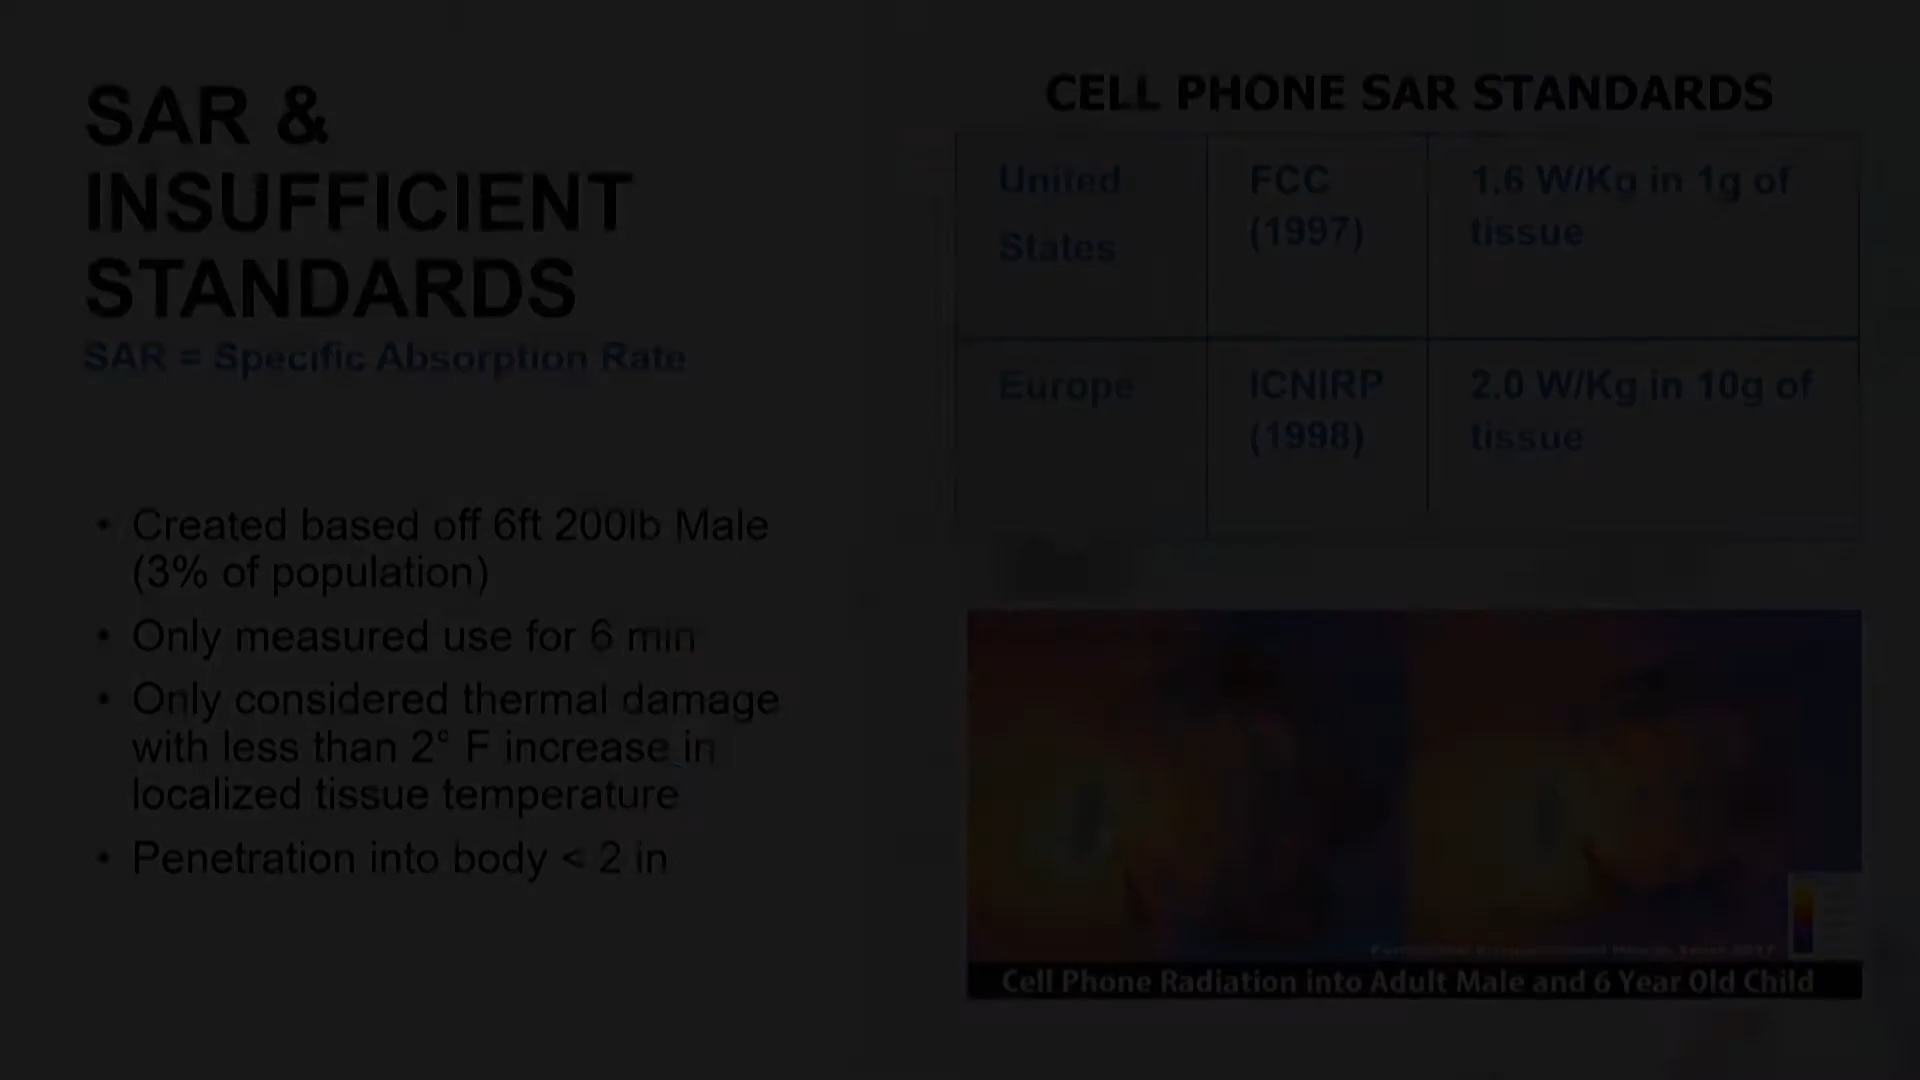 SAR &
INSUFFICIENT
STANDARDS
SAR = Specific Absorption Rate
• Created based off 6ft 200lb Male
(3% of population)
• Only measured use for 6 min
• Only considered thermal damage
with less than 2° F increase in
localized tissue temperature
• Penetration into body < 2 in
CELL PHONE SAR STANDARDS
United
States
FCC
(1997)
1.6 W/Kg in 1g of
tissue
Europe
ICNIRP
(1998)
2.0 W/Kg in 10g of
tissue
Cell Phone Radiation into Adult Male and 6 Year Old Child